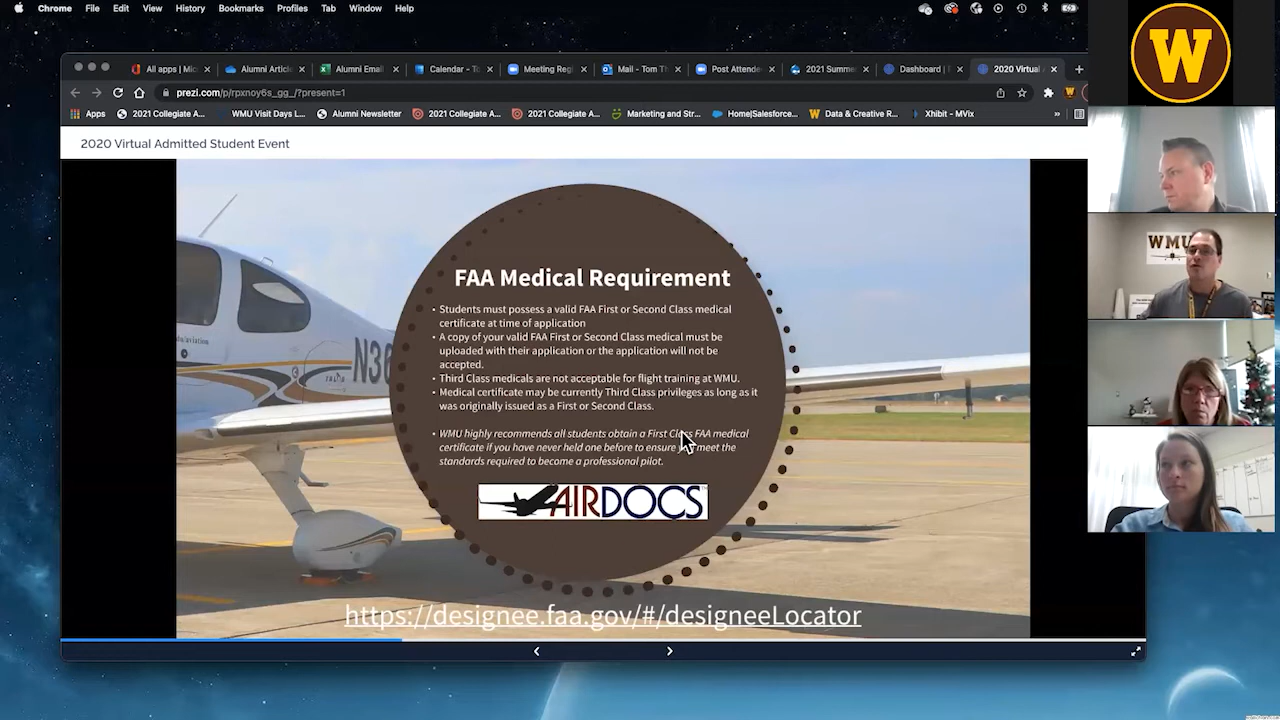 Chrome File Edit View History Bookmarks Profiles Tab Window Help
All apps | Mic
Alumni Articl
Alumni Email
Calendar - To
Meeting Regi
Mail - Tom Th
Post Attende
2021 Summe
Dashboard |
2020 Virtual
prezi.com/p/rpxnoy6s_gg_/?present=1
Apps
2021 Collegiate A...
WMU Visit Days L...
Alumni Newsletter
2021 Collegiate A...
2021 Collegiate A...
Marketing and Str...
Home|Salesforce...
Data & Creative R...
Xhibit - MVix
2020 Virtual Admitted Student Event
W
WMU
FAA Medical Requirement
• Students must possess a valid FAA First or Second Class medical
certificate at time of application
• A copy of your valid FAA First or Second Class medical must be
uploaded with their application or the application will not be
accepted.
• Third Class medicals are not acceptable for flight training at WMU.
• Medical certificate may be currently Third Class privileges as long as it
was originally issued as a First or Second Class.
• WMU highly recommends all students obtain a First Class FAA medical
certificate if you have never held one before to ensure you meet the
standards required to become a professional pilot.
AIRDOCS
N36
https://designee.faa.gov/#/designeeLocator